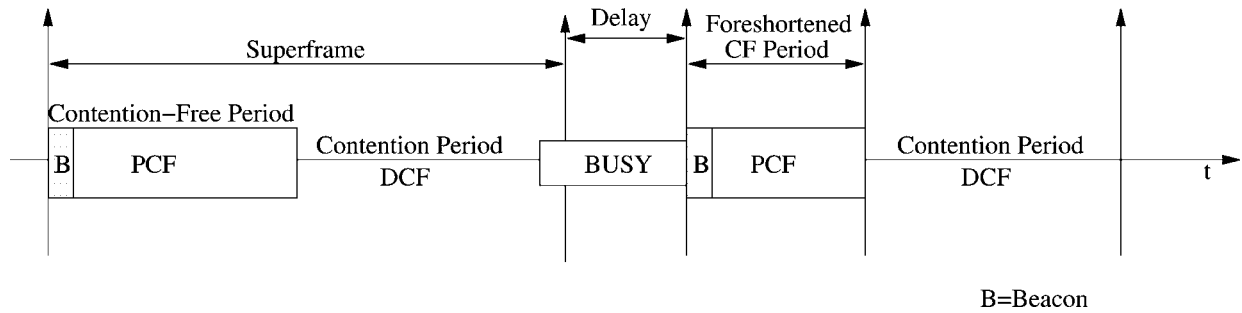 Delay
Foreshortened
CF Period
Superframe
Contention-Free Period
B
PCF
Contention Period
DCF
BUSY
B
PCF
Contention Period
DCF
t
B=Beacon